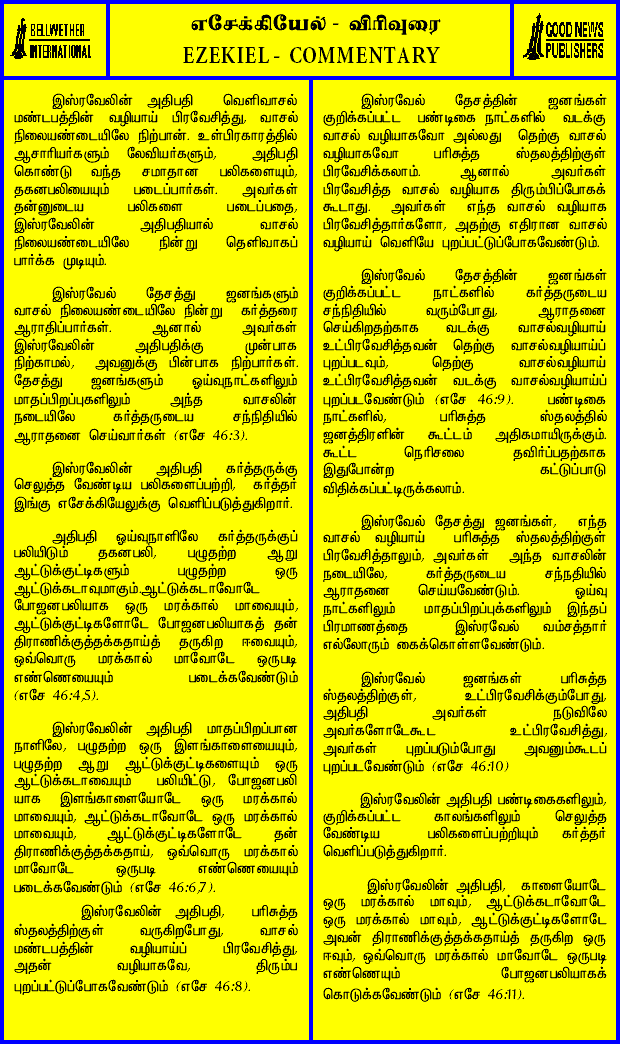 BELLWETHER
INTERNATIONAL
எசேக்கியேல் - விரிவுரை
EZEKIEL - COMMENTARY
GOOD NEWS
PUBLISHERS
இஸ்ரவேலின் அதிபதி வெளிவாசல்
மண்டபத்தின் வழியாய் பிரவேசித்து, வாசல்
நிலையண்டையிலே நிற்பான். உள்பிரகாரத்தில்
ஆசாரியர்களும் லேவியர்களும், அதிபதி
கொண்டு வந்த சமாதான பலிகளையும்,
தகனபலியையும் படைப்பார்கள். அவர்கள்
தன்னுடைய பலிகளை படைப்பதை,
இஸ்ரவேலின் அதிபதியால் வாசல்
நிலையண்டையிலே நின்று தெளிவாகப்
பார்க்க முடியும்.
இஸ்ரவேல் தேசத்து ஜனங்களும்
வாசல் நிலையண்டையிலே நின்று கர்த்தரை
ஆராதிப்பார்கள். ஆனால் அவர்கள்
இஸ்ரவேலின் அதிபதிக்கு முன்பாக
நிற்காமல், அவனுக்கு பின்பாக நிற்பார்கள்.
தேசத்து ஜனங்களும் ஓய்வுநாட்களிலும்
மாதப்பிறப்புகளிலும் அந்த வாசலின்
நடையிலே கர்த்தருடைய சந்நிதியில்
ஆராதனை செய்வார்கள் (எசே 46:3).
இஸ்ரவேலின் அதிபதி கர்த்தருக்கு
செலுத்த வேண்டிய பலிகளைப்பற்றி, கர்த்தர்
இங்கு எசேக்கியேலுக்கு வெளிப்படுத்துகிறார்.
அதிபதி ஓய்வுநாளிலே கர்த்தருக்குப்
பலியிடும் தகனபலி, பழுதற்ற ஆறு
ஆட்டுக்குட்டிகளும் பழுதற்ற ஒரு
ஆட்டுக்கடாவுமாகும்.ஆட்டுக்கடாவோடே
போஜனபலியாக ஒரு மரக்கால் மாவையும்,
ஆட்டுக்குட்டிகளோடே போஜனபலியாகத் தன்
திராணிக்குத்தக்கதாய்த் தருகிற ஈவையும்,
ஒவ்வொரு மரக்கால் மாவோடே ஒருபடி
எண்ணெயையும் படைக்கவேண்டும்
(எசே 46:4,5).
இஸ்ரவேலின் அதிபதி மாதப்பிறப்பான
நாளிலே, பழுதற்ற ஒரு இளங்காளையையும்,
பழுதற்ற ஆறு ஆட்டுக்குட்டிகளையும் ஒரு
ஆட்டுக்கடாவையும் பலியிட்டு, போஜனபலி
யாக இளங்காளையோடே ஒரு மரக்கால்
மாவையும், ஆட்டுக்கடாவோடே ஒரு மரக்கால்
மாவையும், ஆட்டுக்குட்டிகளோடே தன்
திராணிக்குத்தக்கதாய், ஒவ்வொரு மரக்கால்
மாவோடே ஒருபடி எண்ணெயையும்
படைக்கவேண்டும் (எசே 46:6,7).
இஸ்ரவேலின் அதிபதி, பரிசுத்த
ஸ்தலத்திற்குள் வருகிறபோது, வாசல்
மண்டபத்தின் வழியாய்ப் பிரவேசித்து,
அதன் வழியாகவே, திரும்ப
புறப்பட்டுப்போகவேண்டும் (எசே 46:8).
இஸ்ரவேல் தேசத்தின் ஜனங்கள்
குறிக்கப்பட்ட பண்டிகை நாட்களில் வடக்கு
வாசல் வழியாகவோ அல்லது தெற்கு வாசல்
வழியாகவோ பரிசுத்த ஸ்தலத்திற்குள்
பிரவேசிக்கலாம். ஆனால் அவர்கள்
பிரவேசித்த வாசல் வழியாக திரும்பிப்போகக்
கூடாது. அவர்கள் எந்த வாசல் வழியாக
பிரவேசித்தார்களோ, அதற்கு எதிரான வாசல்
வழியாய் வெளியே புறப்பட்டுப்போகவேண்டும்.
இஸ்ரவேல் தேசத்தின் ஜனங்கள்
குறிக்கப்பட்ட நாட்களில் கர்த்தருடைய
சந்நிதியில் வரும்போது, ஆராதனை
செய்கிறதற்காக வடக்கு வாசல்வழியாய்
உட்பிரவேசித்தவன் தெற்கு வாசல்வழியாய்ப்
புறப்படவும், தெற்கு வாசல்வழியாய்
உட்பிரவேசித்தவன் வடக்கு வாசல்வழியாய்ப்
புறப்படவேண்டும் (எசே 46:9). பண்டிகை
நாட்களில், பரிசுத்த ஸ்தலத்தில்
ஜனத்திரளின் கூட்டம் அதிகமாயிருக்கும்.
கூட்ட நெரிசலை தவிர்ப்பதற்காக
இதுபோன்ற கட்டுப்பாடு
விதிக்கப்பட்டிருக்கலாம்.
இஸ்ரவேல் தேசத்து ஜனங்கள், எந்த
வாசல் வழியாய் பரிசுத்த ஸ்தலத்திற்குள்
பிரவேசித்தாலும், அவர்கள் அந்த வாசலின்
நடையிலே, கர்த்தருடைய சந்நதியில்
ஆராதனை செய்யவேண்டும். ஓய்வு
நாட்களிலும் மாதப்பிறப்புக்களிலும் இந்தப்
பிரமாணத்தை இஸ்ரவேல் வம்சத்தார்
எல்லோரும் கைக்கொள்ளவேண்டும்.
இஸ்ரவேல் ஜனங்கள் பரிசுத்த
ஸ்தலத்திற்குள், உட்பிரவேசிக்கும்போது,
அதிபதி அவர்கள் நடுவிலே
அவர்களோடேகூட உட்பிரவேசித்து,
அவர்கள் புறப்படும்போது அவனும்கூடப்
புறப்படவேண்டும் (எசே 46:10)
இஸ்ரவேலின் அதிபதி பண்டிகைகளிலும்,
குறிக்கப்பட்ட காலங்களிலும் செலுத்த
வேண்டிய பலிகளைப்பற்றியும் கர்த்தர்
வெளிப்படுத்துகிறார்.
இஸ்ரவேலின் அதிபதி, காளையோடே
ஒரு மரக்கால் மாவும், ஆட்டுக்கடாவோடே
ஒரு மரக்கால் மாவும், ஆட்டுக்குட்டிகளோடே
அவன் திராணிக்குத்தக்கதாய்த் தருகிற ஒரு
ஈவும், ஒவ்வொரு மரக்கால் மாவோடே ஒருபடி
எண்ணெயும் போஜனபலியாகக்
கொடுக்கவேண்டும் (எசே 46:11).